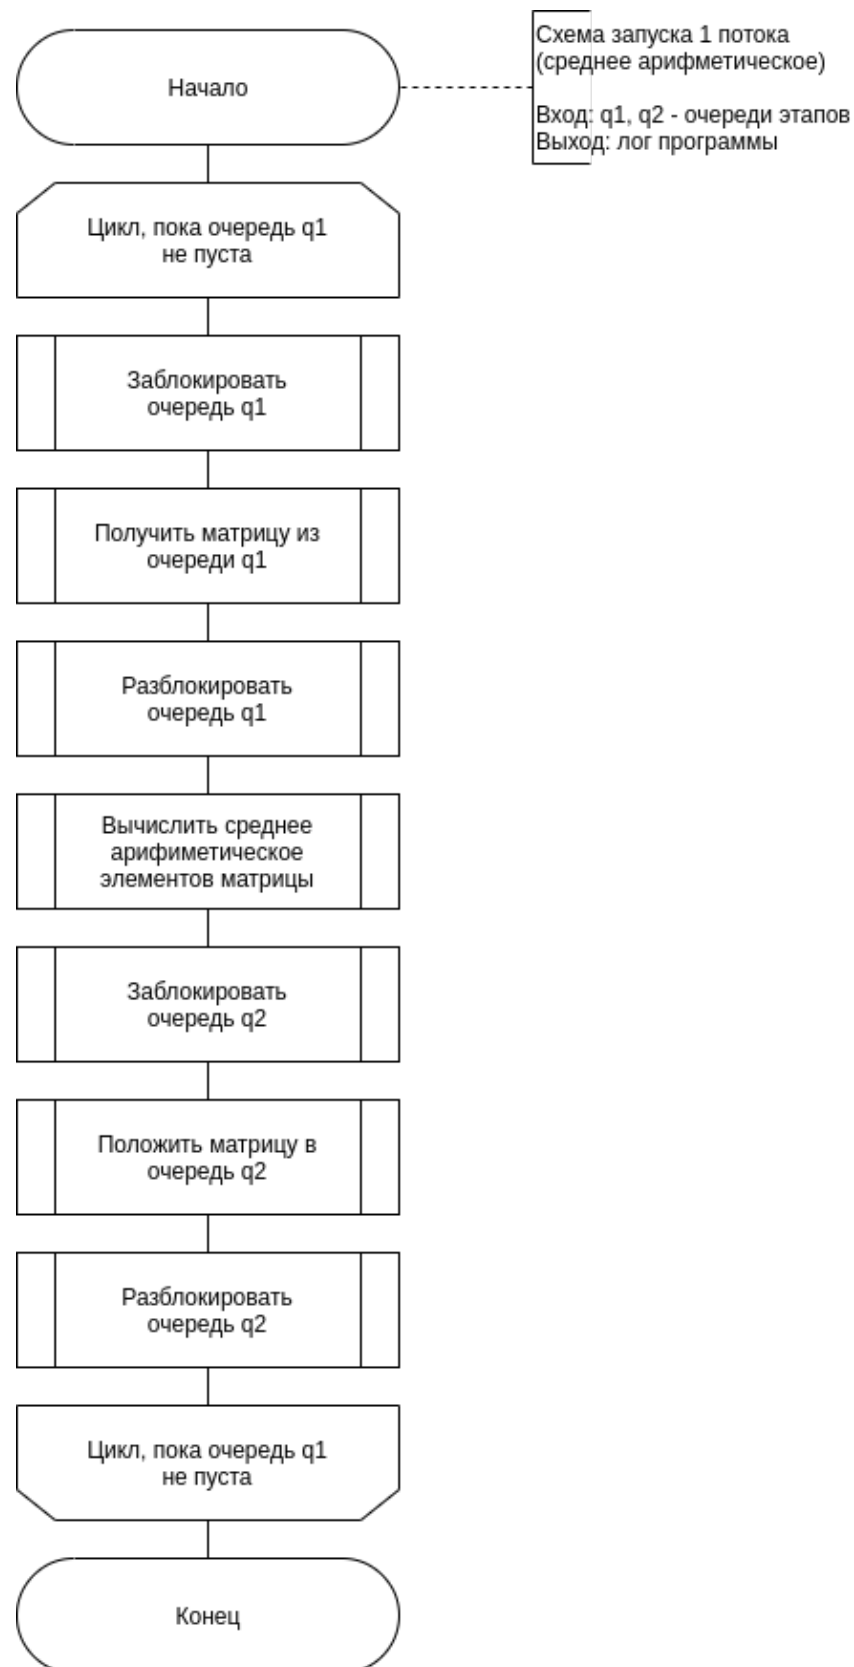 Начало
Схема запуска 1 потока
(среднее арифметическое)
Вход: q1, q2 - очереди этапов
Выход: лог программы
Цикл, пока очередь q1
не пуста
Заблокировать
очередь q1
Получить матрицу из
очереди q1
Разблокировать
очередь q1
Вычислить среднее
арифиметическое
элементов матрицы
Заблокировать
очередь q2
Положить матрицу в
очередь q2
Разблокировать
очередь q2
Цикл, пока очередь q1
не пуста
Конец